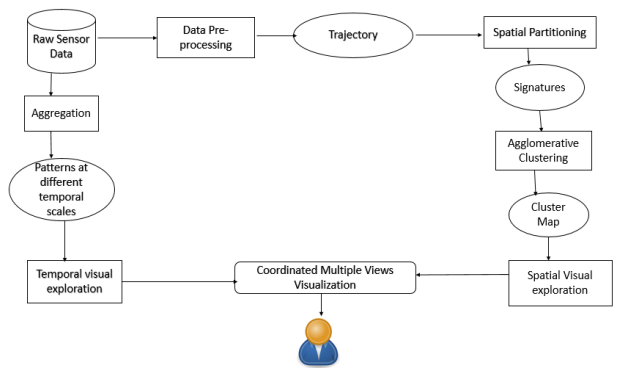 Raw Sensor
Data
Data Pre-
processing
Trajectory
Spatial Partitioning
Signatures
Aggregation
Agglomerative
Clustering
Patterns at
different
temporal
scales
Cluster
Map
Temporal visual
exploration
Coordinated Multiple Views
Visualization
Spatial Visual
exploration